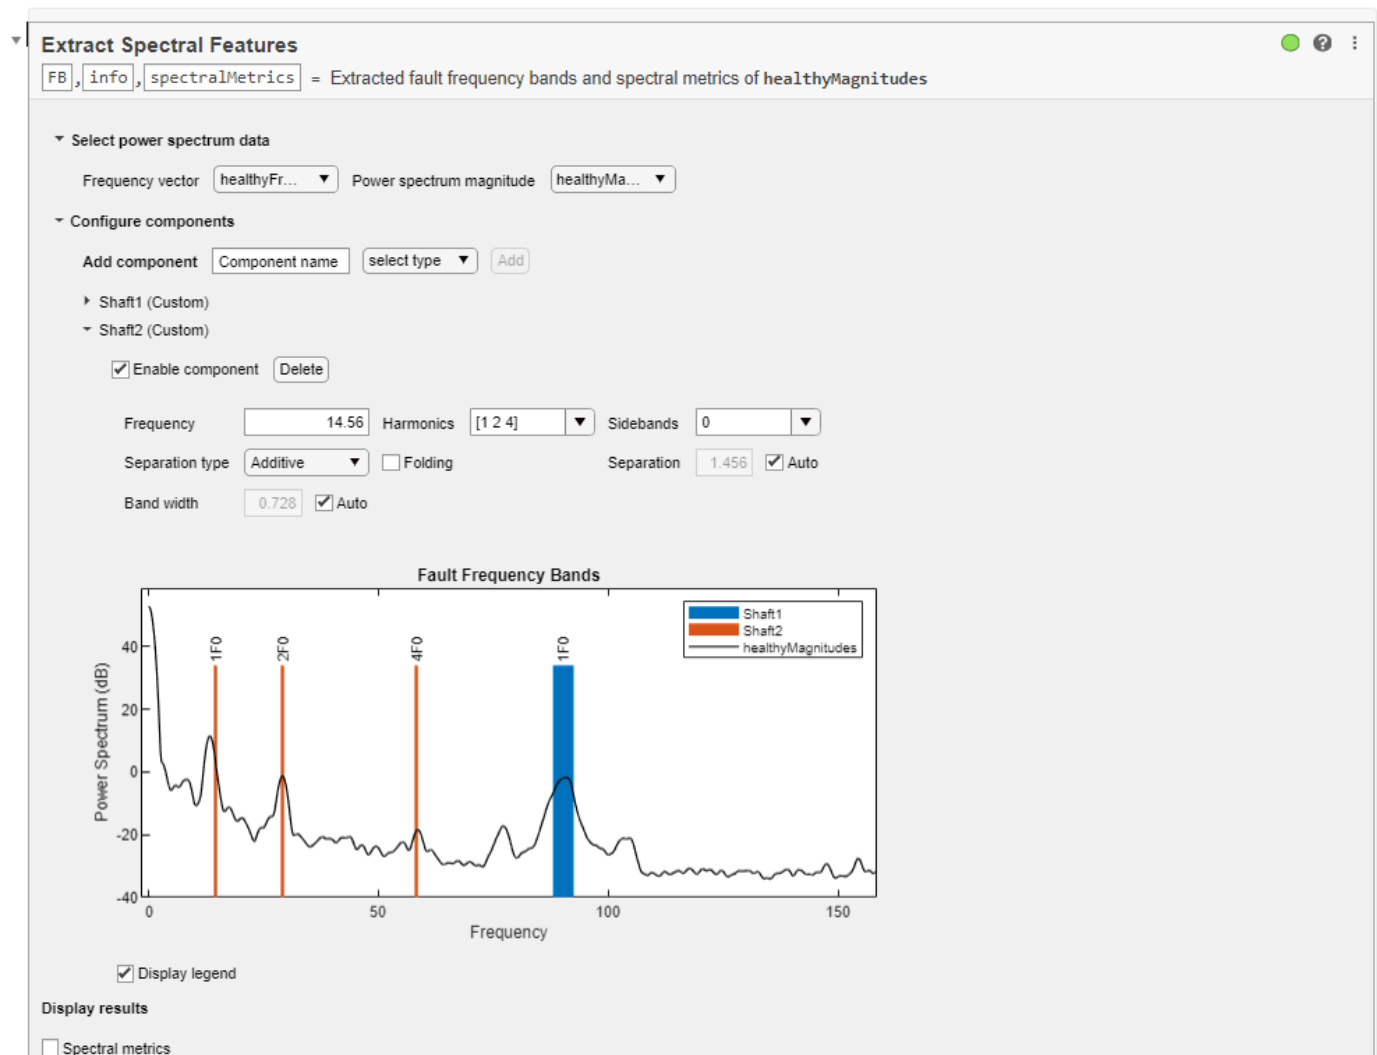 Extract Spectral Features
FB , info , spectralMetrics = Extracted fault frequency bands and spectral metrics of healthyMagnitudes
Select power spectrum data
Frequency vector healthyFr... Power spectrum magnitude healthyMa...
Configure components
Add component Component name select type Add
Shaft1 (Custom)
Shaft2 (Custom)
Enable component Delete
Frequency 14.56 Harmonics [1 2 4] Sidebands 0
Separation type Additive Folding Separation 1.456 Auto
Band width 0.728 Auto
Fault Frequency Bands
Shaft1
Shaft2
healthyMagnitudes
1F0 2F0 4F0 1F0
Power Spectrum (dB)
40
20
0
-20
-40
0 50 100 150
Frequency
Display legend
Display results
Spectral metrics